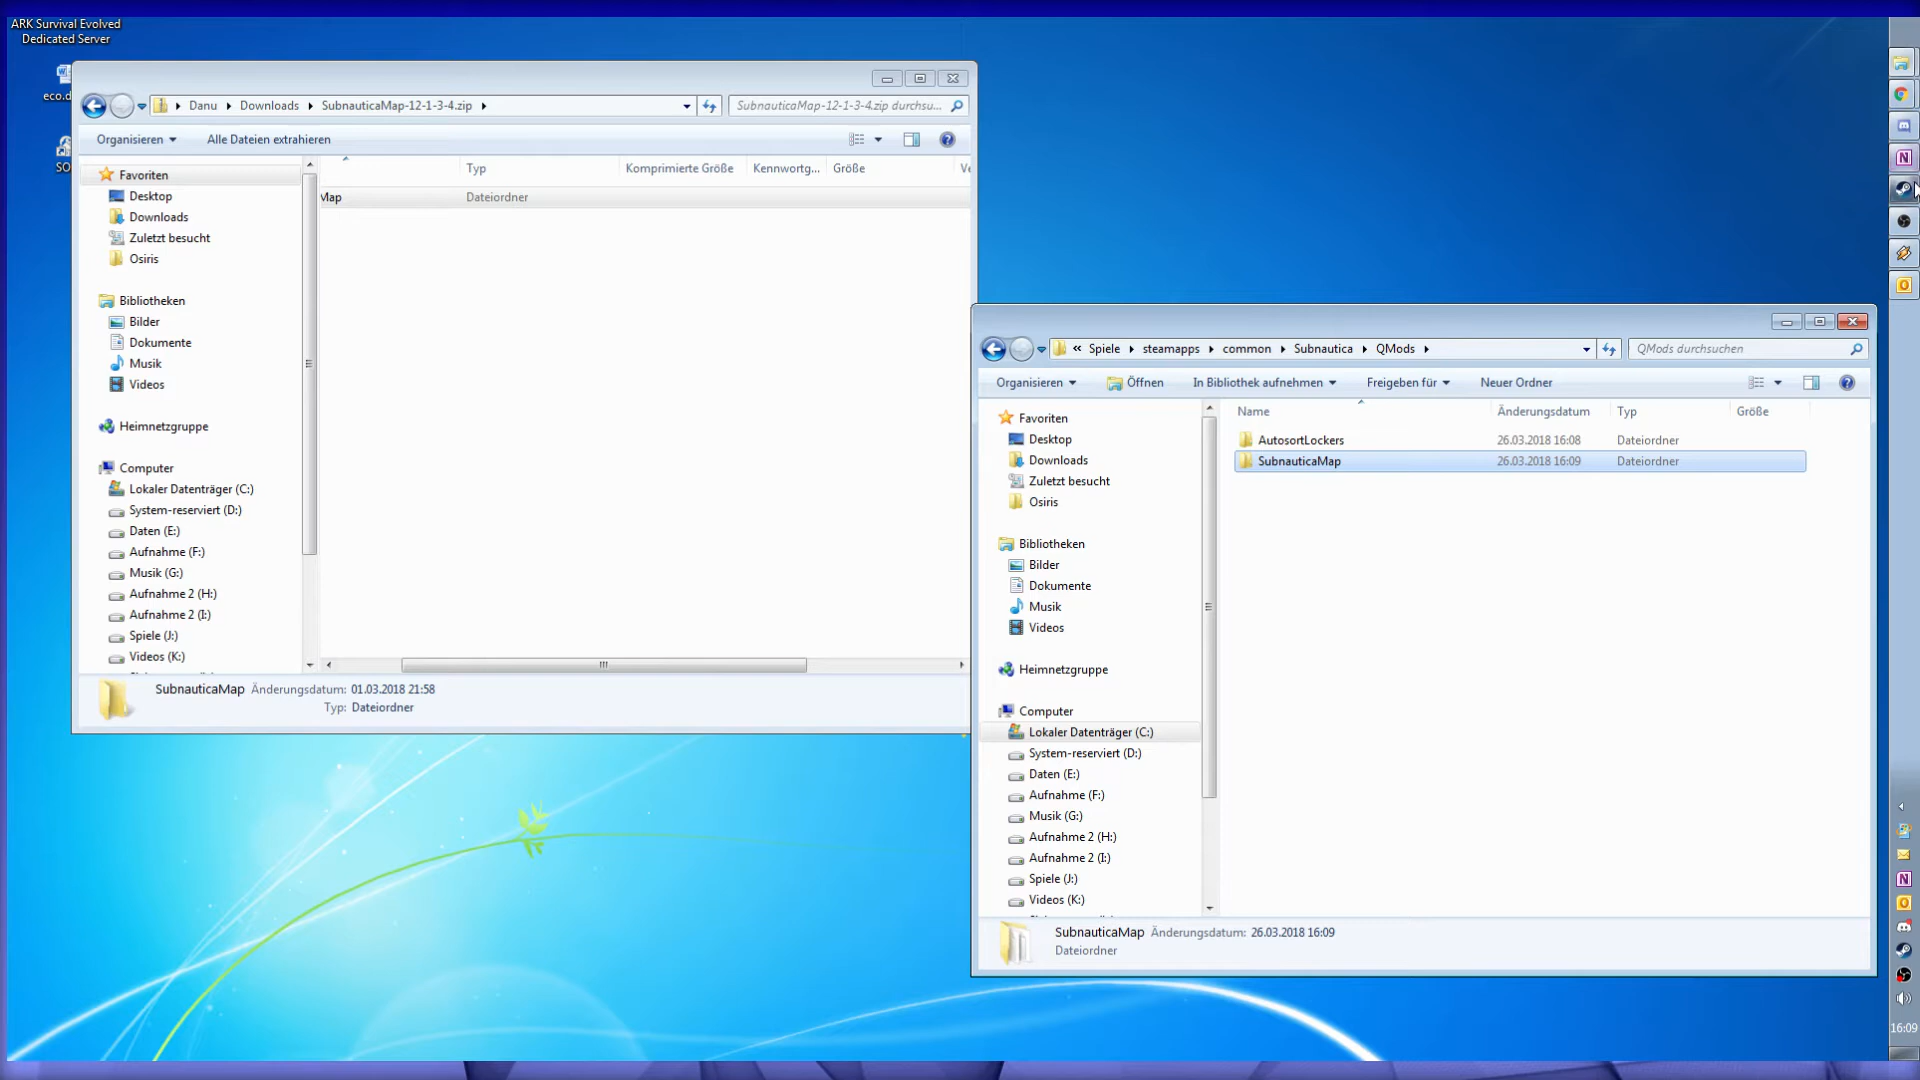 ARK Survival Evolved
Dedicated Server
SO
Danu Downloads SubnauticaMap-12-1-3-4.zip
SubnauticaMap-12-1-3-4.zip durchsu...
Organisieren Alle Dateien extrahieren
Typ Komprimierte Größe Kennwortg... Größe Ve
Map Dateiordner
Favoriten
Desktop
Downloads
Zuletzt besucht
Osiris
Bibliotheken
Bilder
Dokumente
Musik
Videos
Heimnetzgruppe
Computer
Lokaler Datenträger (C:)
System-reserviert (D:)
Daten (E:)
Aufnahme (F:)
Musik (G:)
Aufnahme 2 (H:)
Aufnahme 2 (I:)
Spiele (J:)
Videos (K:)
SubnauticaMap Änderungsdatum: 01.03.2018 21:58
Typ: Dateiordner
« Spiele steamapps common Subnautica QMods
QMods durchsuchen
Organisieren Öffnen In Bibliothek aufnehmen Freigeben für Neuer Ordner
Name Änderungsdatum Typ Größe
AutosortLockers 26.03.2018 16:08 Dateiordner
SubnauticaMap 26.03.2018 16:09 Dateiordner
Favoriten
Desktop
Downloads
Zuletzt besucht
Osiris
Bibliotheken
Bilder
Dokumente
Musik
Videos
Heimnetzgruppe
Computer
Lokaler Datenträger (C:)
System-reserviert (D:)
Daten (E:)
Aufnahme (F:)
Musik (G:)
Aufnahme 2 (H:)
Aufnahme 2 (I:)
Spiele (J:)
Videos (K:)
SubnauticaMap Änderungsdatum: 26.03.2018 16:09
Dateiordner
16:09